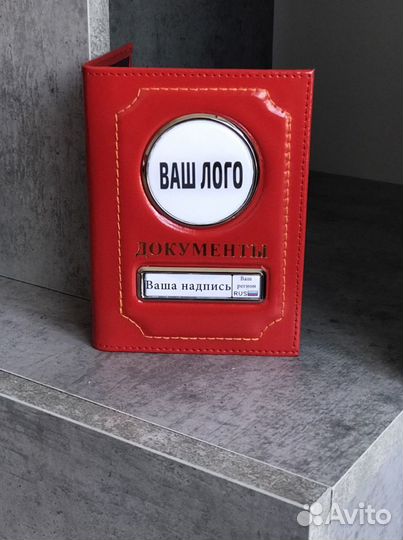 ВАШ ЛОГО
ДОКУМЕНТЫ
Ваша надпись
Ваш
регион
RUS
Avito